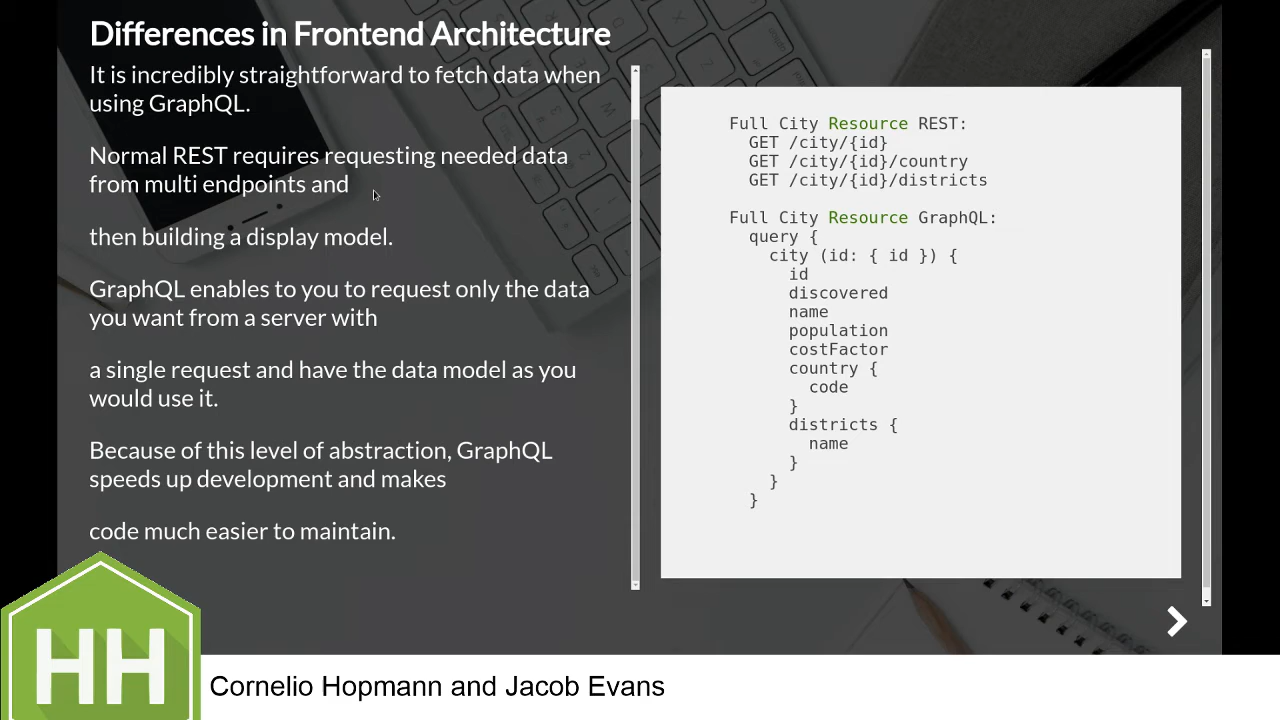 Differences in Frontend Architecture
It is incredibly straightforward to fetch data when
using GraphQL.
Normal REST requires requesting needed data
from multi endpoints and
then building a display model.
GraphQL enables to you to request only the data
you want from a server with
a single request and have the data model as you
would use it.
Because of this level of abstraction, GraphQL
speeds up development and makes
code much easier to maintain.
Full City Resource REST:
GET /city/{id}
GET /city/{id}/country
GET /city/{id}/districts
Full City Resource GraphQL:
query {
city (id: { id }) {
id
discovered
name
population
costFactor
country {
code
}
districts {
name
}
}
}
HH
Cornelio Hopmann and Jacob Evans